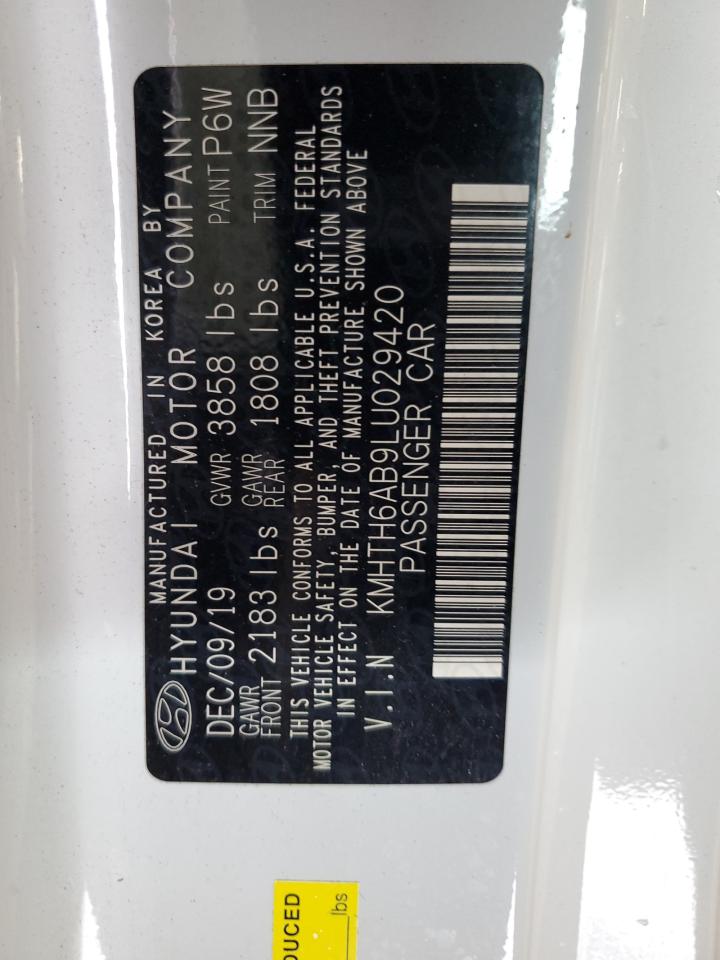 MANUFACTURED IN KOREA BY
HYUNDAI MOTOR COMPANY
DEC/09/19 GVWR 3858 lbs PAINT P6W
GAWR FRONT 2183 lbs GAWR REAR 1808 lbs TRIM NNB
THIS VEHICLE CONFORMS TO ALL APPLICABLE U.S.A. FEDERAL
MOTOR VEHICLE SAFETY, BUMPER, AND THEFT PREVENTION STANDARDS
IN EFFECT ON THE DATE OF MANUFACTURE SHOWN ABOVE
V.I.N KMHTH6AB9LU029420
PASSENGER CAR
DUCED
lbs